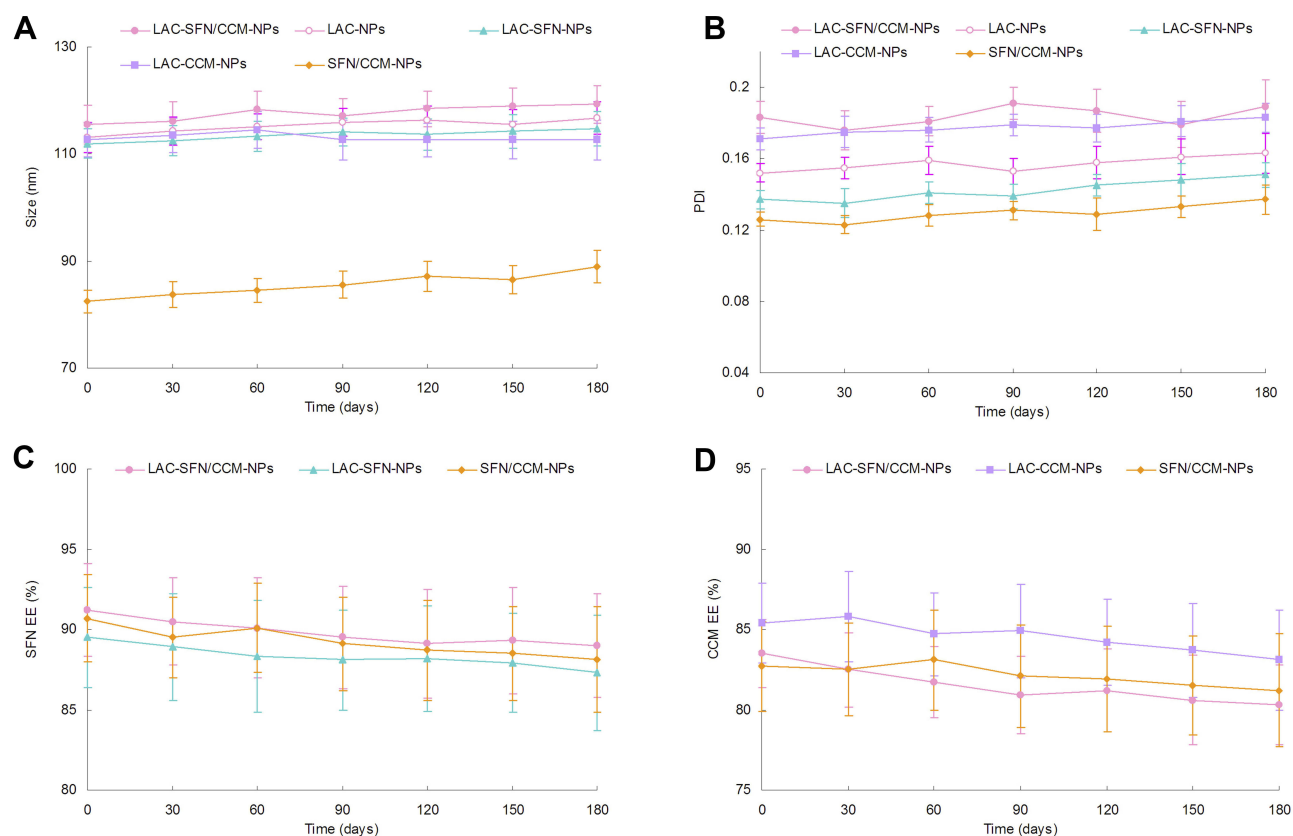 A
LAC-SFN/CCM-NPs LAC-NPs LAC-SFN-NPs
LAC-CCM-NPs SFN/CCM-NPs
130
110
90
70
Size (nm)
0 30 60 90 120 150 180
Time (days)
B
LAC-SFN/CCM-NPs LAC-NPs LAC-SFN-NPs
LAC-CCM-NPs SFN/CCM-NPs
0.2
0.16
0.12
0.08
0.04
PDI
0 30 60 90 120 150 180
Time (days)
C
LAC-SFN/CCM-NPs LAC-SFN-NPs SFN/CCM-NPs
100
95
90
85
80
SFN EE (%)
0 30 60 90 120 150 180
Time (days)
D
LAC-SFN/CCM-NPs LAC-CCM-NPs SFN/CCM-NPs
95
90
85
80
75
CCM EE (%)
0 30 60 90 120 150 180
Time (days)